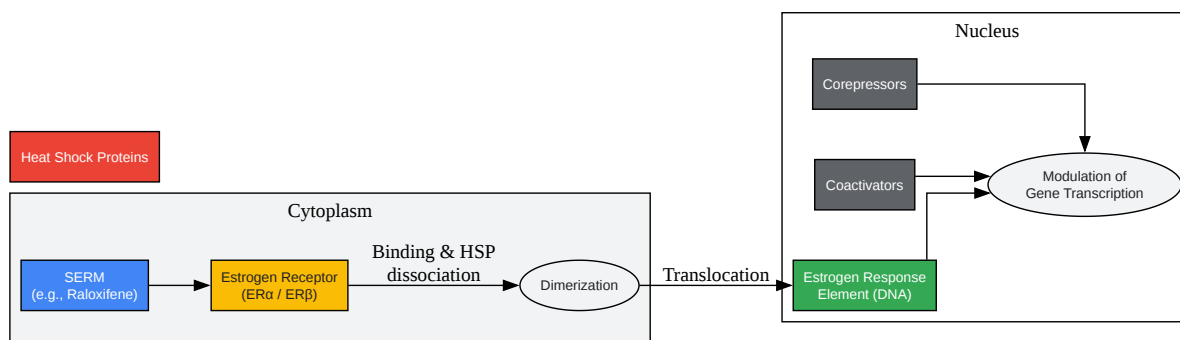 Nucleus
Corepressors
Heat Shock Proteins
Coactivators
Modulation of
Gene Transcription
Cytoplasm
SERM
(e.g., Raloxifene)
Estrogen Receptor
(ERα / ERβ)
Binding & HSP
dissociation
Dimerization
Translocation
Estrogen Response
Element (DNA)